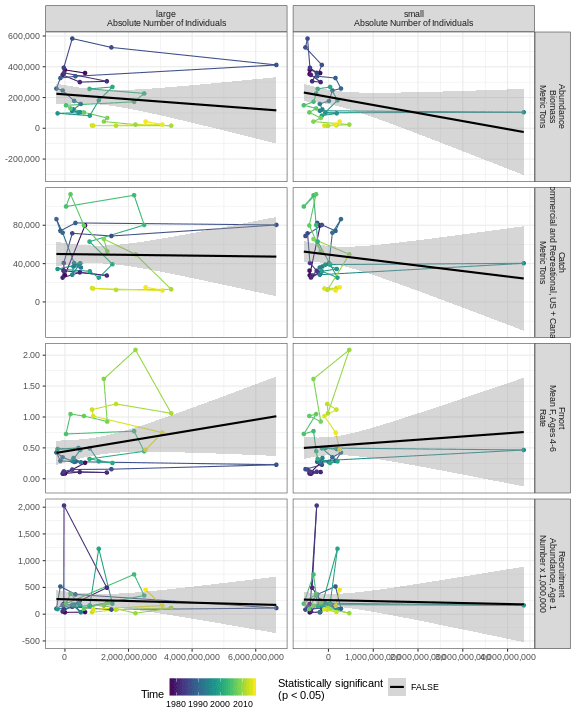 large
Absolute Number of Individuals
small
Absolute Number of Individuals
600,000
400,000
200,000
0
-200,000
Abundance
Biomass
Metric Tons
80,000
40,000
0
Catch
ommercial and Recreational, US + Cana
Metric Tons
2.00
1.50
1.00
0.50
0.00
Fmort
Mean F, Ages 4-6
Rate
2,000
1,500
1,000
500
0
-500
Recruitment
Abundance, Age 1
Number x 1,000,000
0 2,000,000,000 4,000,000,000 6,000,000,000
0 1,000,000,000 2,000,000,000 3,000,000,000 4,000,000,000
Time
1980 1990 2000 2010
Statistically significant
(p < 0.05)
FALSE